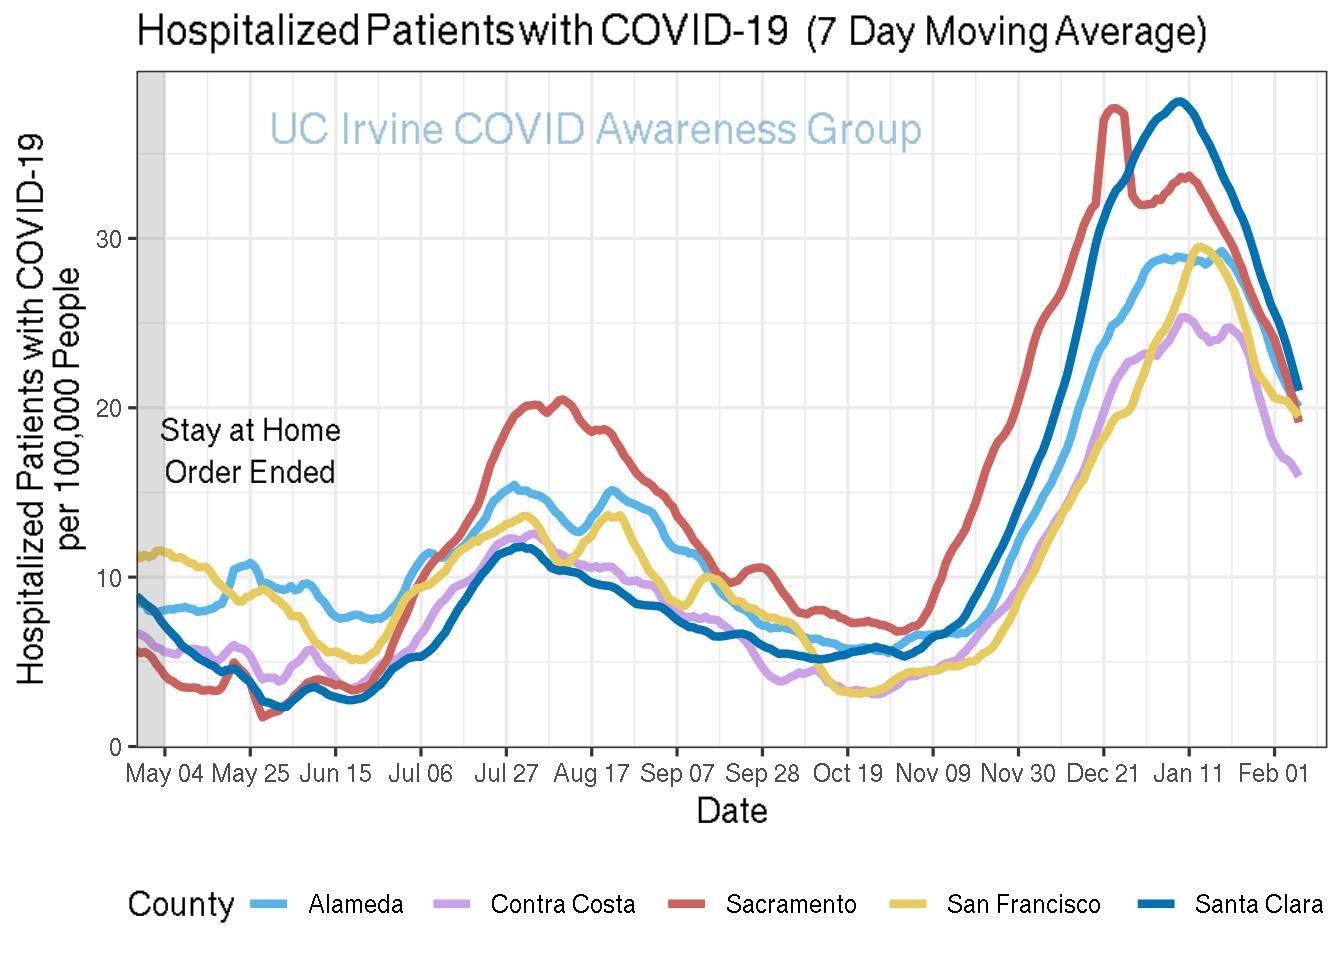 Hospitalized Patients with COVID-19 (7 Day Moving Average)
UC Irvine COVID Awareness Group
Hospitalized Patients with COVID-19
per 100,000 People
30
20
10
0
Stay at Home
Order Ended
May 04 May 25 Jun 15 Jul 06 Jul 27 Aug 17 Sep 07 Sep 28 Oct 19 Nov 09 Nov 30 Dec 21 Jan 11 Feb 01
Date
County Alameda Contra Costa Sacramento San Francisco Santa Clara